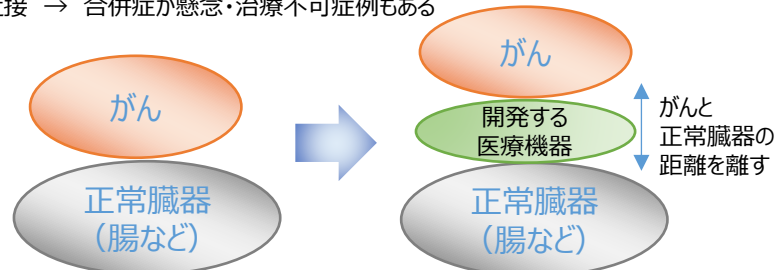 接 → 合併症が懸念・治療不可症例もある
がん
正常臓器
（腸など）
がん
開発する
医療機器
正常臓器
（腸など）
がんと
正常臓器の
距離を離す